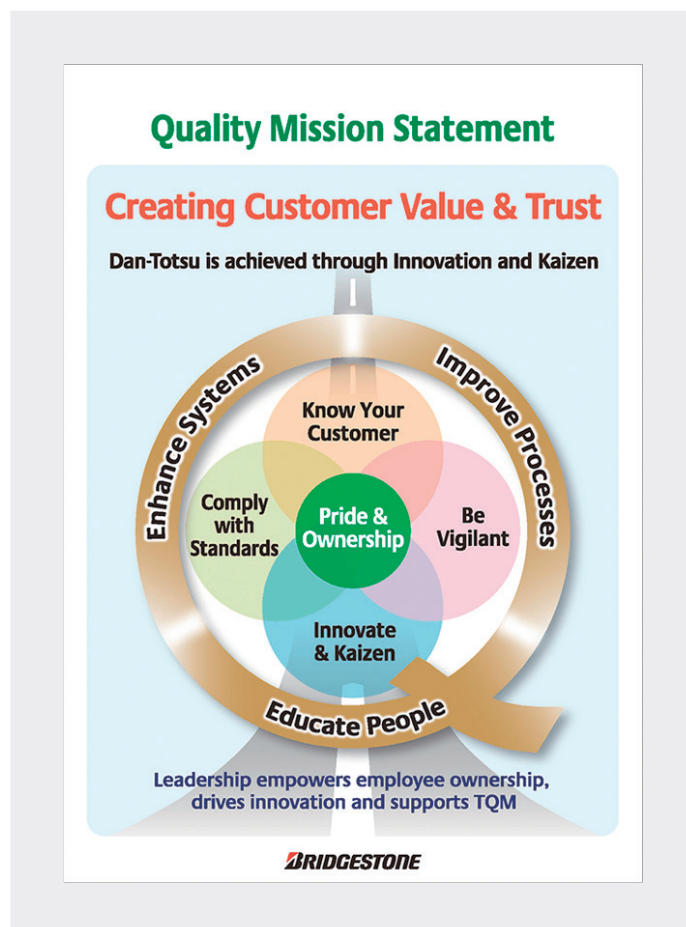 Quality Mission Statement
Creating Customer Value & Trust
Dan-Totsu is achieved through Innovation and Kaizen
Enhance Systems
Improve Processes
Know Your
Customer
Comply
with
Standards
Pride &
Ownership
Be
Vigilant
Innovate
& Kaizen
Educate People
Leadership empowers employee ownership,
drives innovation and supports TQM
BRIDGESTONE